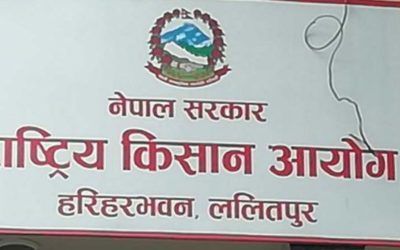 नेपाल सरकार
राष्ट्रिय किसान आयोग
हरिहरभवन, ललितपुर